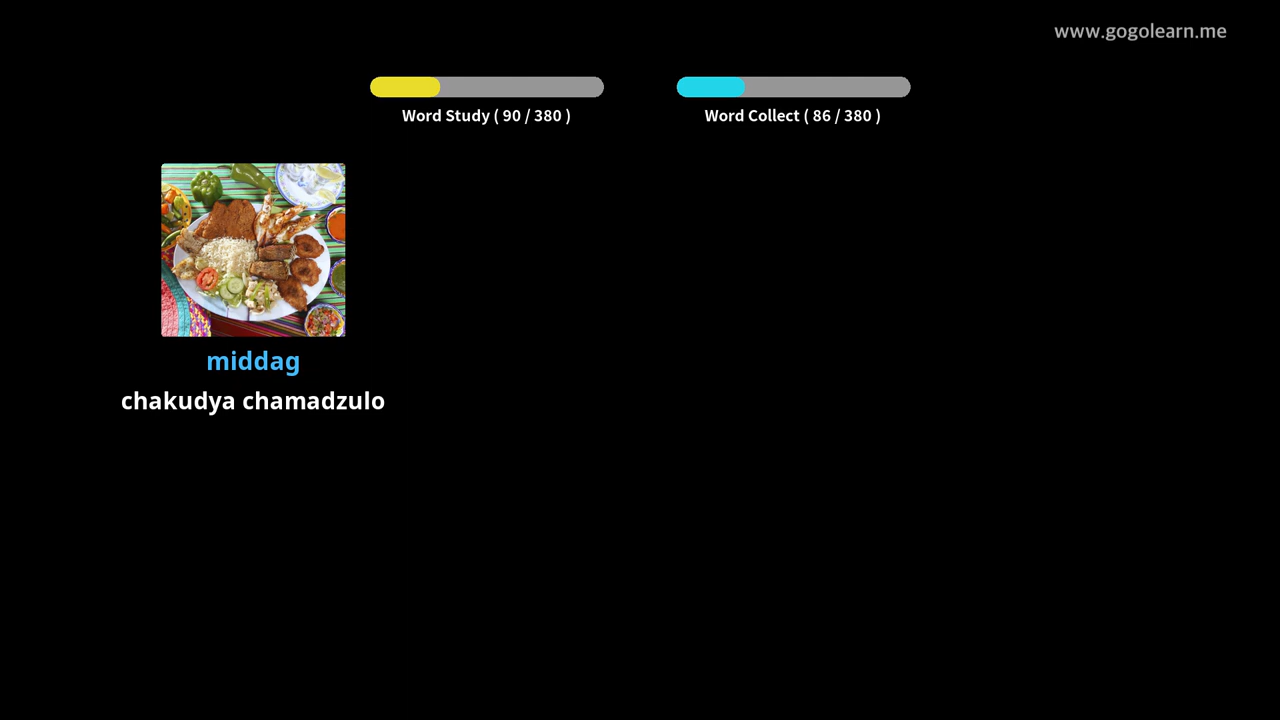 www.gogolearn.me
Word Study ( 90 / 380 )
Word Collect ( 86 / 380 )
middag
chakudya chamadzulo